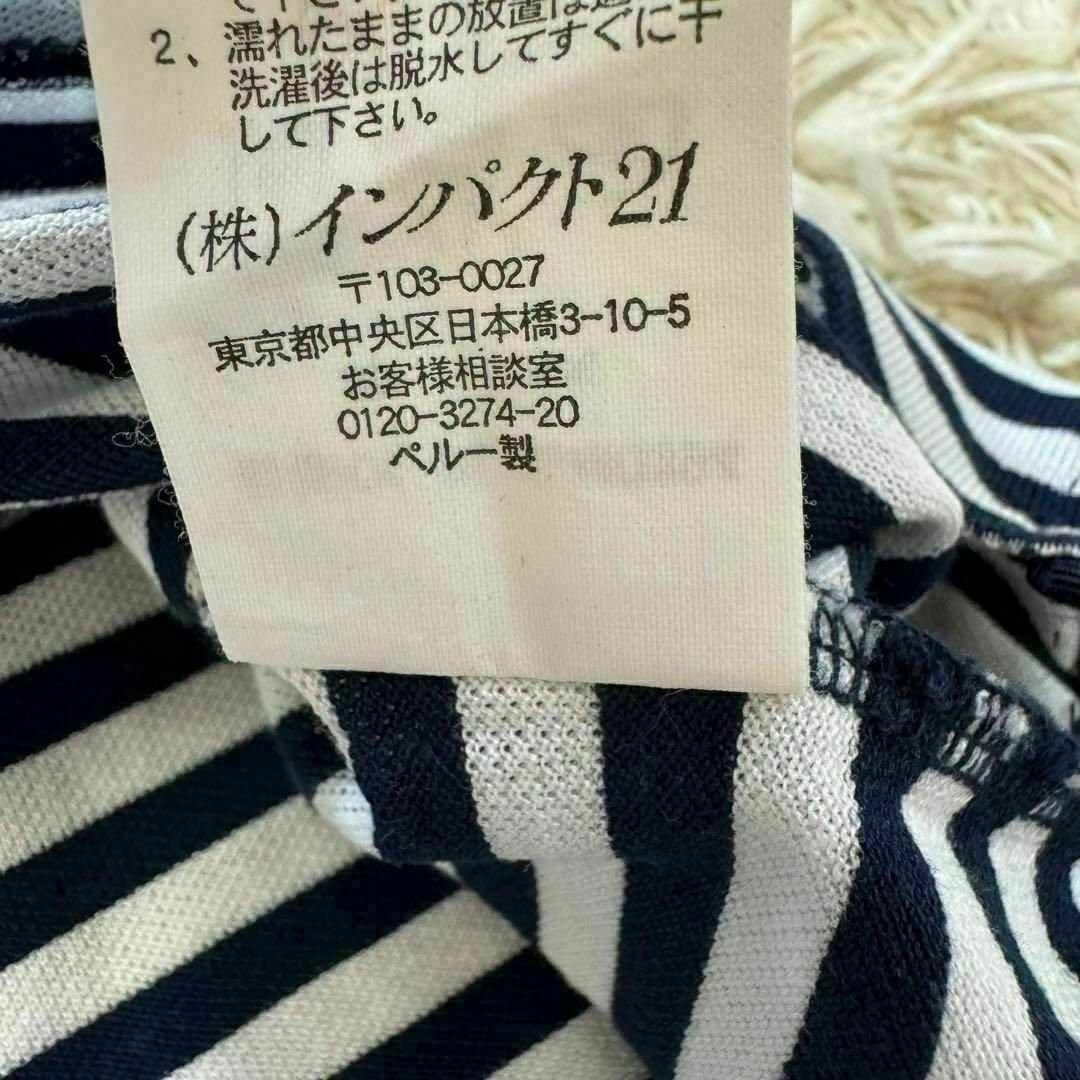 2、濡れたままの放置は
洗濯後は脱水してすぐに干
して下さい。
(株)インパクト21
〒103-0027
東京都中央区日本橋3-10-5
お客様相談室
0120-3274-20
ペルー製